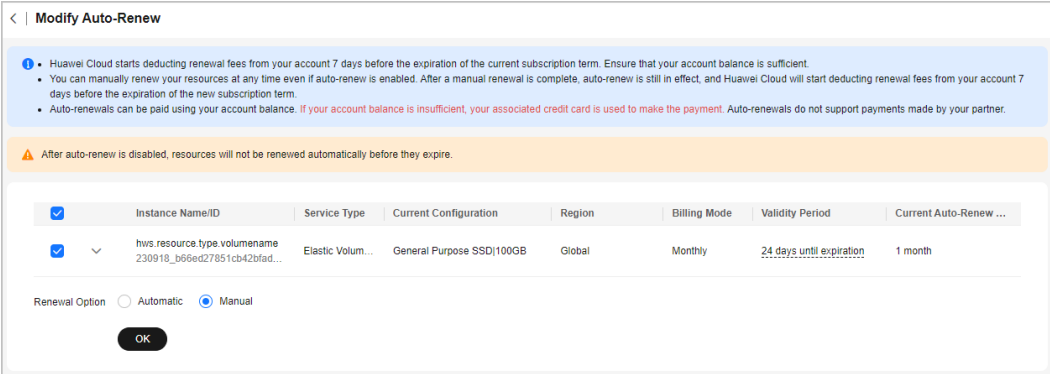 < | Modify Auto-Renew
• Huawei Cloud starts deducting renewal fees from your account 7 days before the expiration of the current subscription term. Ensure that your account balance is sufficient.
• You can manually renew your resources at any time even if auto-renew is enabled. After a manual renewal is complete, auto-renew is still in effect, and Huawei Cloud will start deducting renewal fees from your account 7
days before the expiration of the new subscription term.
• Auto-renewals can be paid using your account balance. If your account balance is insufficient, your associated credit card is used to make the payment. Auto-renewals do not support payments made by your partner.
After auto-renew is disabled, resources will not be renewed automatically before they expire.
Instance Name/ID Service Type Current Configuration Region Billing Mode Validity Period Current Auto-Renew ...
hws.resource.type.volumename
230918_b66ed27851cb42bfad... Elastic Volum... General Purpose SSD|100GB Global Monthly 24 days until expiration 1 month
Renewal Option Automatic Manual
OK